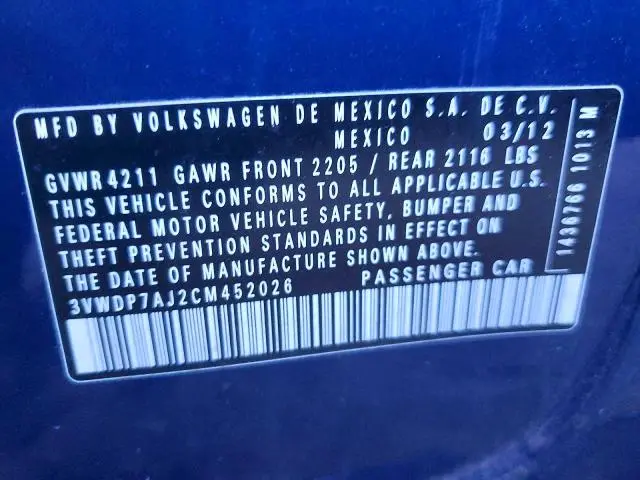 MFD BY VOLKSWAGEN DE MEXICO S.A. DE C.V.
MEXICO 03/12
GVWR 4211 GAWR FRONT 2205 / REAR 2116 LBS
THIS VEHICLE CONFORMS TO ALL APPLICABLE U.S.
FEDERAL MOTOR VEHICLE SAFETY, BUMPER AND
THEFT PREVENTION STANDARDS IN EFFECT ON
THE DATE OF MANUFACTURE SHOWN ABOVE.
3VWDP7AJ2CM452026 PASSENGER CAR
1430766 1013 M